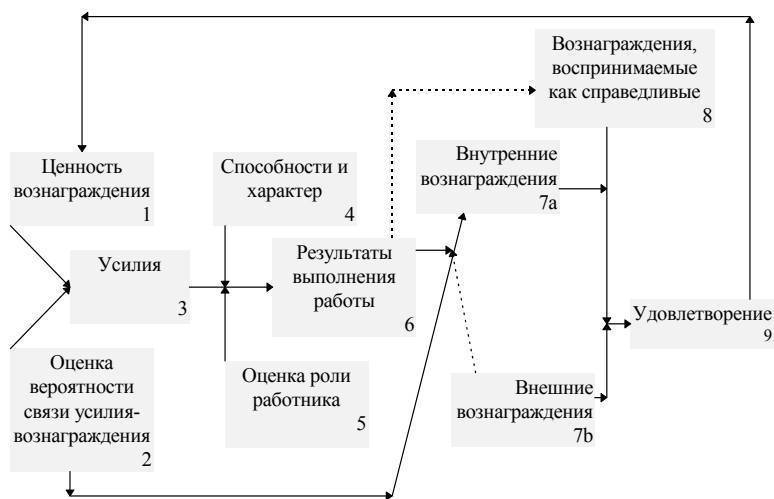 Вознаграждения,
воспринимаемые
как справедливые
8
Ценность
вознаграждения
1
Способности и
характер
4
Внутренние
вознаграждения
7a
Усилия
3
Результаты
выполнения
работы
6
Удовлетворение
9
Оценка
вероятности
связи усилия-
вознаграждения
2
Оценка роли
работника
5
Внешние
вознаграждения
7b